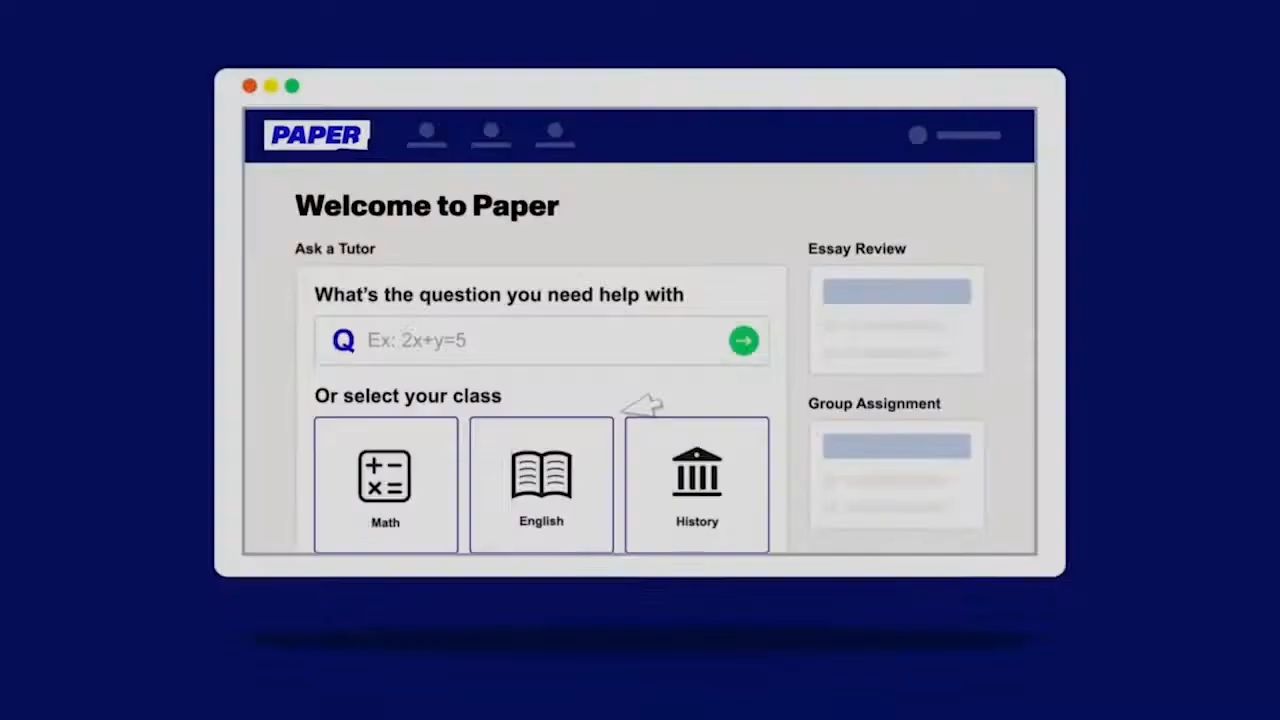 PAPER
Welcome to Paper
Ask a Tutor
What's the question you need help with
Q Ex: 2x+y=5
Or select your class
Math
English
History
Essay Review
Group Assignment